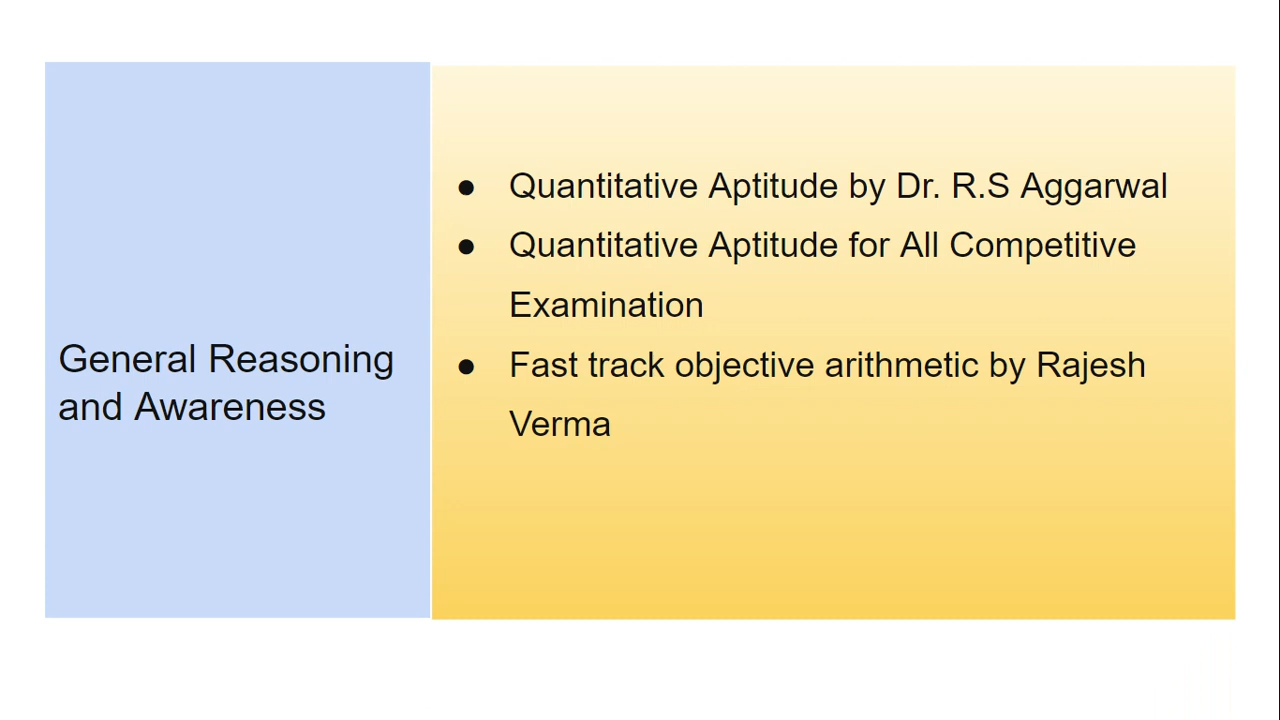 General Reasoning
and Awareness
● Quantitative Aptitude by Dr. R.S Aggarwal
● Quantitative Aptitude for All Competitive
Examination
● Fast track objective arithmetic by Rajesh
Verma